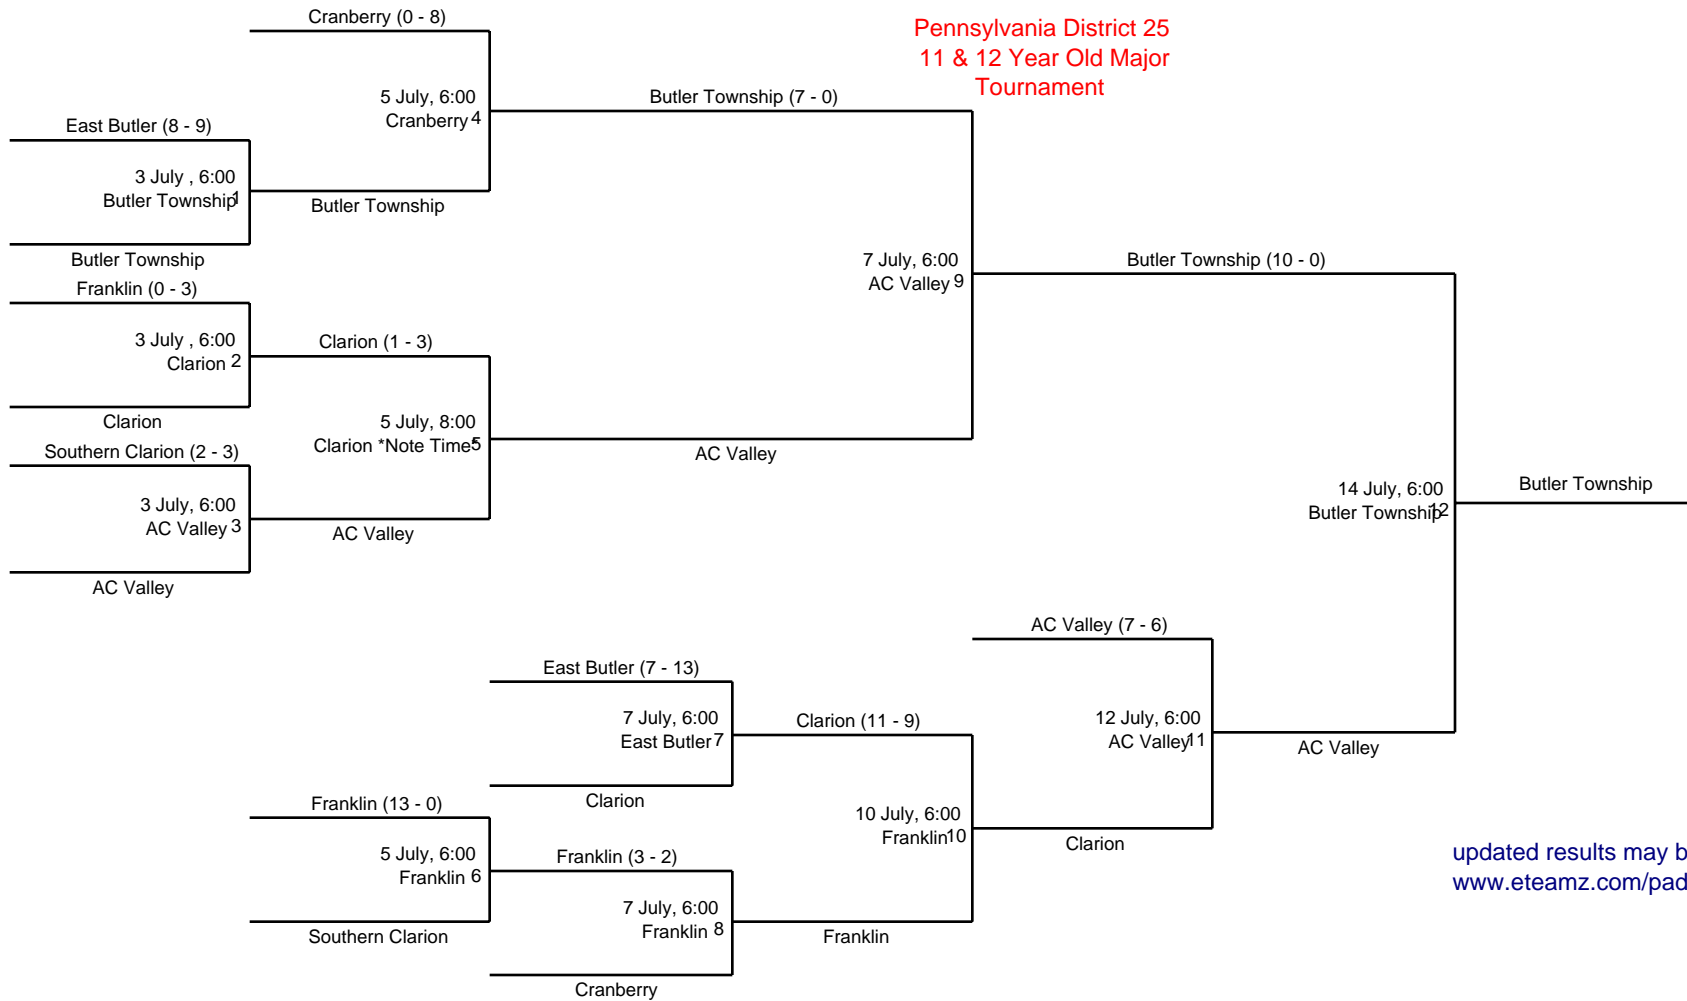 Cranberry (0 - 8)
Pennsylvania District 25
11 & 12 Year Old Major
Tournament
5 July, 6:00
Cranberry 4
Butler Township (7 - 0)
East Butler (8 - 9)
3 July , 6:00
Butler Township 1
Butler Township
Butler Township
Franklin (0 - 3)
7 July, 6:00
AC Valley 9
Butler Township (10 - 0)
3 July , 6:00
Clarion 2
Clarion (1 - 3)
Clarion
5 July, 8:00
Clarion *Note Time* 5
AC Valley
Southern Clarion (2 - 3)
3 July, 6:00
AC Valley 3
AC Valley
AC Valley
14 July, 6:00
Butler Township 12
Butler Township
AC Valley (7 - 6)
East Butler (7 - 13)
7 July, 6:00
East Butler 7
Clarion (11 - 9)
12 July, 6:00
AC Valley 11
AC Valley
Clarion
Franklin (13 - 0)
10 July, 6:00
Franklin 10
Clarion
5 July, 6:00
Franklin 6
Franklin (3 - 2)
7 July, 6:00
Franklin 8
Southern Clarion
Franklin
Cranberry
updated results may b
www.eteamz.com/pad